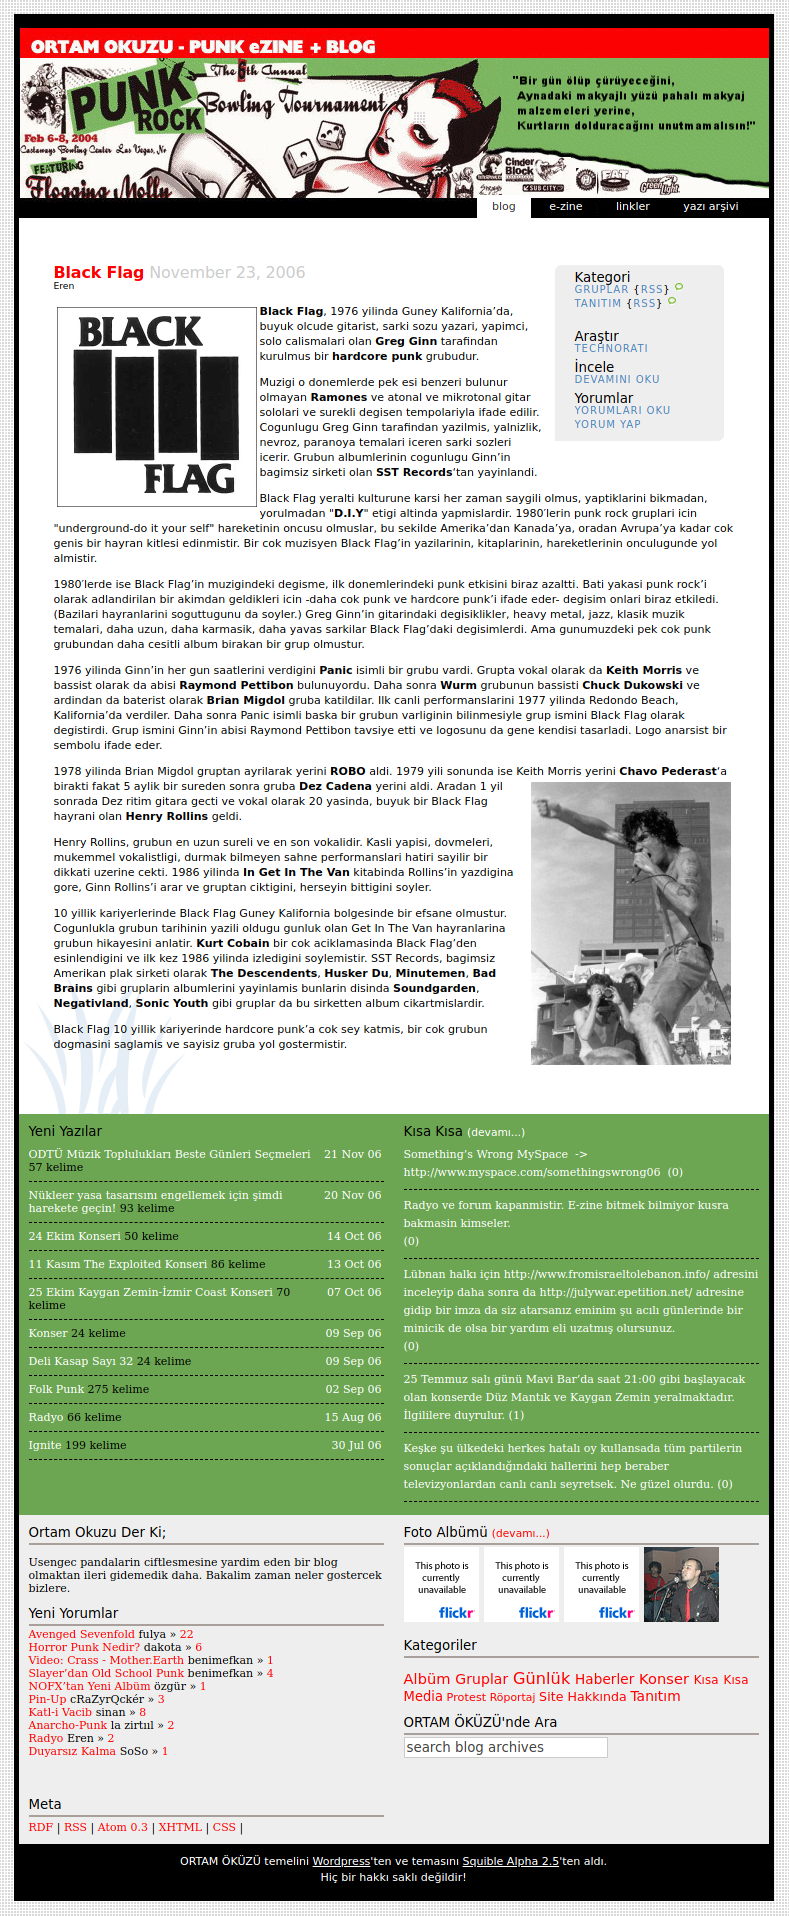 ORTAM OKUZU - PUNK eZINE + BLOG
The 6th Annual
PUNK ROCK
Bowling Tournament
Feb 6-8, 2004
Castaways Bowling Center Las Vegas, Nv
FEATURING
Flogging Molly
Cinder Block
SUB CITY
FAT
Green Light
"Bir gün ölüp çürüyeceğini,
Aynadaki makyajlı yüzü pahalı makyaj
malzemeleri yerine,
Kurtların dolduracağını unutmamalısın!"
blog e-zine linkler yazı arşivi
Black Flag November 23, 2006
Eren
Kategori
GRUPLAR {RSS}
TANITIM {RSS}
Araştır
TECHNORATI
İncele
DEVAMINI OKU
Yorumlar
YORUMLARI OKU
YORUM YAP
BLACK
FLAG
Black Flag, 1976 yilinda Guney Kalifornia’da,
buyuk olcude gitarist, sarki sozu yazari, yapimci,
solo calismalari olan Greg Ginn tarafindan
kurulmus bir hardcore punk grubudur.
Muzigi o donemlerde pek esi benzeri bulunur
olmayan Ramones ve atonal ve mikrotonal gitar
sololari ve surekli degisen tempolariyla ifade edilir.
Cogunlugu Greg Ginn tarafindan yazilmis, yalnizlik,
nevroz, paranoya temalari iceren sarki sozleri
icerir. Grubun albumlerinin cogunlugu Ginn’in
bagimsiz sirketi olan SST Records’tan yayinlandi.
Black Flag yeralti kulturune karsi her zaman saygili olmus, yaptiklarini bikmadan,
yorulmadan "D.I.Y" etigi altinda yapmislardir. 1980′lerin punk rock gruplari icin
"underground-do it your self" hareketinin oncusu olmuslar, bu sekilde Amerika’dan Kanada’ya, oradan Avrupa’ya kadar cok
genis bir hayran kitlesi edinmistir. Bir cok muzisyen Black Flag’in yazilarinin, kitaplarinin, hareketlerinin onculugunde yol
almistir.
1980′lerde ise Black Flag’in muzigindeki degisme, ilk donemlerindeki punk etkisini biraz azaltti. Bati yakasi punk rock’i
olarak adlandirilan bir akimdan geldikleri icin -daha cok punk ve hardcore punk’i ifade eder- degisim onlari biraz etkiledi.
(Bazilari hayranlarini soguttugunu da soyler.) Greg Ginn’in gitarindaki degisiklikler, heavy metal, jazz, klasik muzik
temalari, daha uzun, daha karmasik, daha yavas sarkilar Black Flag’daki degisimlerdi. Ama gunumuzdeki pek cok punk
grubundan daha cesitli album birakan bir grup olmustur.
1976 yilinda Ginn’in her gun saatlerini verdigini Panic isimli bir grubu vardi. Grupta vokal olarak da Keith Morris ve
bassist olarak da abisi Raymond Pettibon bulunuyordu. Daha sonra Wurm grubunun bassisti Chuck Dukowski ve
ardindan da baterist olarak Brian Migdol gruba katildilar. Ilk canli performanslarini 1977 yilinda Redondo Beach,
Kalifornia’da verdiler. Daha sonra Panic isimli baska bir grubun varliginin bilinmesiyle grup ismini Black Flag olarak
degistirdi. Grup ismini Ginn’in abisi Raymond Pettibon tavsiye etti ve logosunu da gene kendisi tasarladi. Logo anarsist bir
sembolu ifade eder.
1978 yilinda Brian Migdol gruptan ayrilarak yerini ROBO aldi. 1979 yili sonunda ise Keith Morris yerini Chavo Pederast’a
birakti fakat 5 aylik bir sureden sonra gruba Dez Cadena yerini aldi. Aradan 1 yil
sonrada Dez ritim gitara gecti ve vokal olarak 20 yasinda, buyuk bir Black Flag
hayrani olan Henry Rollins geldi.
Henry Rollins, grubun en uzun sureli ve en son vokalidir. Kasli yapisi, dovmeleri,
mukemmel vokalistligi, durmak bilmeyen sahne performanslari hatiri sayilir bir
dikkati uzerine cekti. 1986 yilinda In Get In The Van kitabinda Rollins’in yazdigina
gore, Ginn Rollins’i arar ve gruptan ciktigini, herseyin bittigini soyler.
10 yillik kariyerlerinde Black Flag Guney Kalifornia bolgesinde bir efsane olmustur.
Cogunlukla grubun tarihinin yazili oldugu gunluk olan Get In The Van hayranlarina
grubun hikayesini anlatir. Kurt Cobain bir cok aciklamasinda Black Flag’den
esinlendigini ve ilk kez 1986 yilinda izledigini soylemistir. SST Records, bagimsiz
Amerikan plak sirketi olarak The Descendents, Husker Du, Minutemen, Bad
Brains gibi gruplarin albumlerini yayinlamis bunlarin disinda Soundgarden,
Negativland, Sonic Youth gibi gruplar da bu sirketten album cikartmislardir.
Black Flag 10 yillik kariyerinde hardcore punk’a cok sey katmis, bir cok grubun
dogmasini saglamis ve sayisiz gruba yol gostermistir.
Yeni Yazılar
ODTÜ Müzik Toplulukları Beste Günleri Seçmeleri 21 Nov 06
57 kelime
Nükleer yasa tasarısını engellemek için şimdi 20 Nov 06
harekete geçin! 93 kelime
24 Ekim Konseri 50 kelime 14 Oct 06
11 Kasım The Exploited Konseri 86 kelime 13 Oct 06
25 Ekim Kaygan Zemin-İzmir Coast Konseri 70 07 Oct 06
kelime
Konser 24 kelime 09 Sep 06
Deli Kasap Sayı 32 24 kelime 09 Sep 06
Folk Punk 275 kelime 02 Sep 06
Radyo 66 kelime 15 Aug 06
Ignite 199 kelime 30 Jul 06
Kısa Kısa (devamı...)
Something’s Wrong MySpace ->
http://www.myspace.com/somethingswrong06 (0)
Radyo ve forum kapanmistir. E-zine bitmek bilmiyor kusra
bakmasin kimseler.
(0)
Lübnan halkı için http://www.fromisraeltolebanon.info/ adresini
inceleyip daha sonra da http://julywar.epetition.net/ adresine
gidip bir imza da siz atarsanız eminim şu acılı günlerinde bir
minicik de olsa bir yardım eli uzatmış olursunuz.
(0)
25 Temmuz salı günü Mavi Bar’da saat 21:00 gibi başlayacak
olan konserde Düz Mantık ve Kaygan Zemin yeralmaktadır.
İlgililere duyrulur. (1)
Keşke şu ülkedeki herkes hatalı oy kullansada tüm partilerin
sonuçlar açıklandığındaki hallerini hep beraber
televizyonlardan canlı canlı seyretsek. Ne güzel olurdu. (0)
Ortam Okuzu Der Ki;
Usengec pandalarin ciftlesmesine yardim eden bir blog
olmaktan ileri gidemedik daha. Bakalim zaman neler gostercek
bizlere.
Yeni Yorumlar
Avenged Sevenfold fulya » 22
Horror Punk Nedir? dakota » 6
Video: Crass - Mother.Earth benimefkan » 1
Slayer’dan Old School Punk benimefkan » 4
NOFX’tan Yeni Albüm özgür » 1
Pin-Up cRaZyrQckér » 3
Katl-i Vacib sinan » 8
Anarcho-Punk la zirtul » 2
Radyo Eren » 2
Duyarsız Kalma SoSo » 1
Meta
RDF | RSS | Atom 0.3 | XHTML | CSS |
Foto Albümü (devamı...)
This photo is currently unavailable flickr
This photo is currently unavailable flickr
This photo is currently unavailable flickr
Kategoriler
Albüm Gruplar Günlük Haberler Konser Kısa Kısa
Media Protest Röportaj Site Hakkında Tanıtım
ORTAM ÖKÜZÜ'nde Ara
search blog archives
ORTAM ÖKÜZÜ temelini Wordpress'ten ve temasını Squible Alpha 2.5'ten aldı.
Hiç bir hakkı saklı değildir!